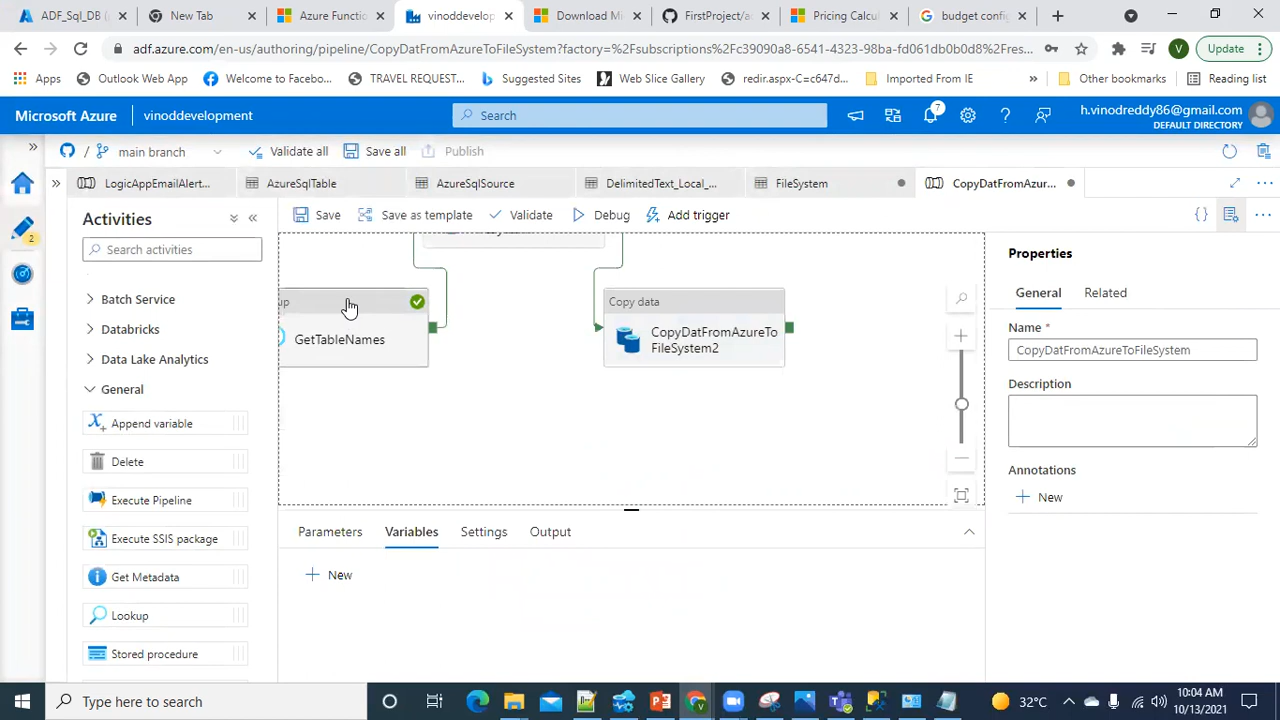 ADF_Sql_DB (
New Tab
Azure Functi
vinoddevelop
Download Mi
FirstProject/a
Pricing Calcu
budget confi
adf.azure.com/en-us/authoring/pipeline/CopyDatFromAzureToFileSystem?factory=%2Fsubscriptions%2Fc39090a8-6541-4323-98ba-fd061db0b0d8%2Fres...
V
Update
Apps
Outlook Web App
Welcome to Facebo...
TRAVEL REQUEST...
Suggested Sites
Web Slice Gallery
redir.aspx-C=c647d...
Imported From IE
»
Other bookmarks
Reading list
Microsoft Azure
vinoddevelopment
Search
7
h.vinodreddy86@gmail.com
DEFAULT DIRECTORY
main branch
Validate all
Save all
Publish
LogicAppEmailAlert...
AzureSqlTable
AzureSqlSource
DelimitedText_Local_...
FileSystem
CopyDatFromAzur...
Activities
Save
Save as template
Validate
Debug
Add trigger
Search activities
Properties
General
Related
Batch Service
Databricks
Data Lake Analytics
General
Append variable
Delete
Execute Pipeline
Execute SSIS package
Get Metadata
Lookup
Stored procedure
2
up
GetTableNames
Copy data
CopyDatFromAzureTo
FileSystem2
Name *
CopyDatFromAzureToFileSystem
Description
Annotations
New
Parameters
Variables
Settings
Output
New
Type here to search
32°C
10:04 AM
10/13/2021